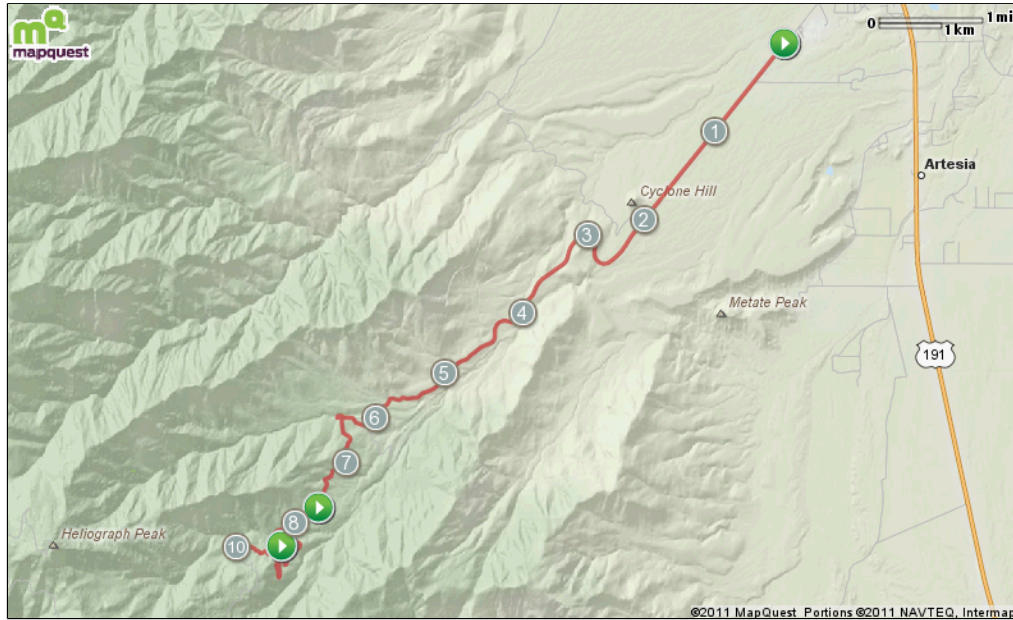 mq
mapquest
0
1 mi
1 km
1
Artesia
Cyclone Hill
2
3
Metate Peak
4
191
5
6
7
8
Heliograph Peak
10
©2011 MapQuest Portions ©2011 NAVTEQ, Intermap